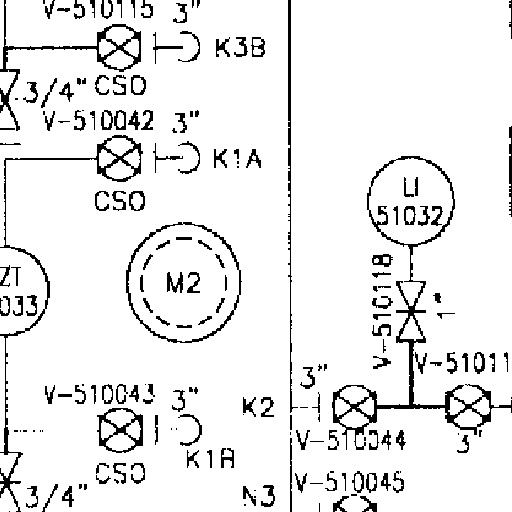 V-510115 3"
K3B
CSO
3/4"
V-510042 3"
K1A
CSO
LI
51032
ZT
033
M2
V-510118
1"
V-51011
3"
V-510043 3"
K2
V-510044
3"
K1B
CSO
3/4"
N3
V-510045